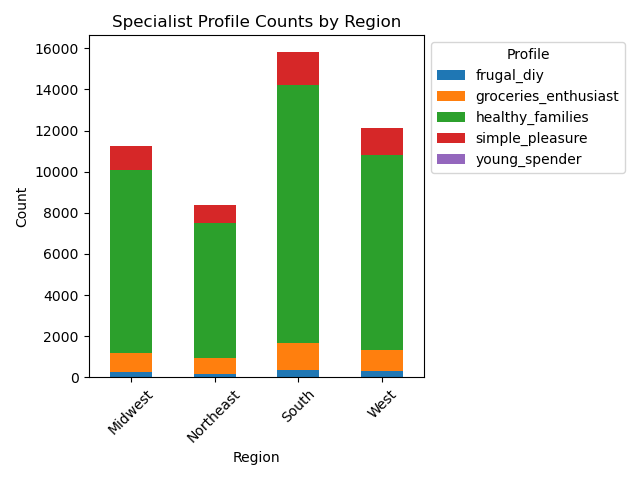 Specialist Profile Counts by Region
Count
16000
14000
12000
10000
8000
6000
4000
2000
0
Midwest
Northeast
South
West
Region
Profile
frugal_diy
groceries_enthusiast
healthy_families
simple_pleasure
young_spender